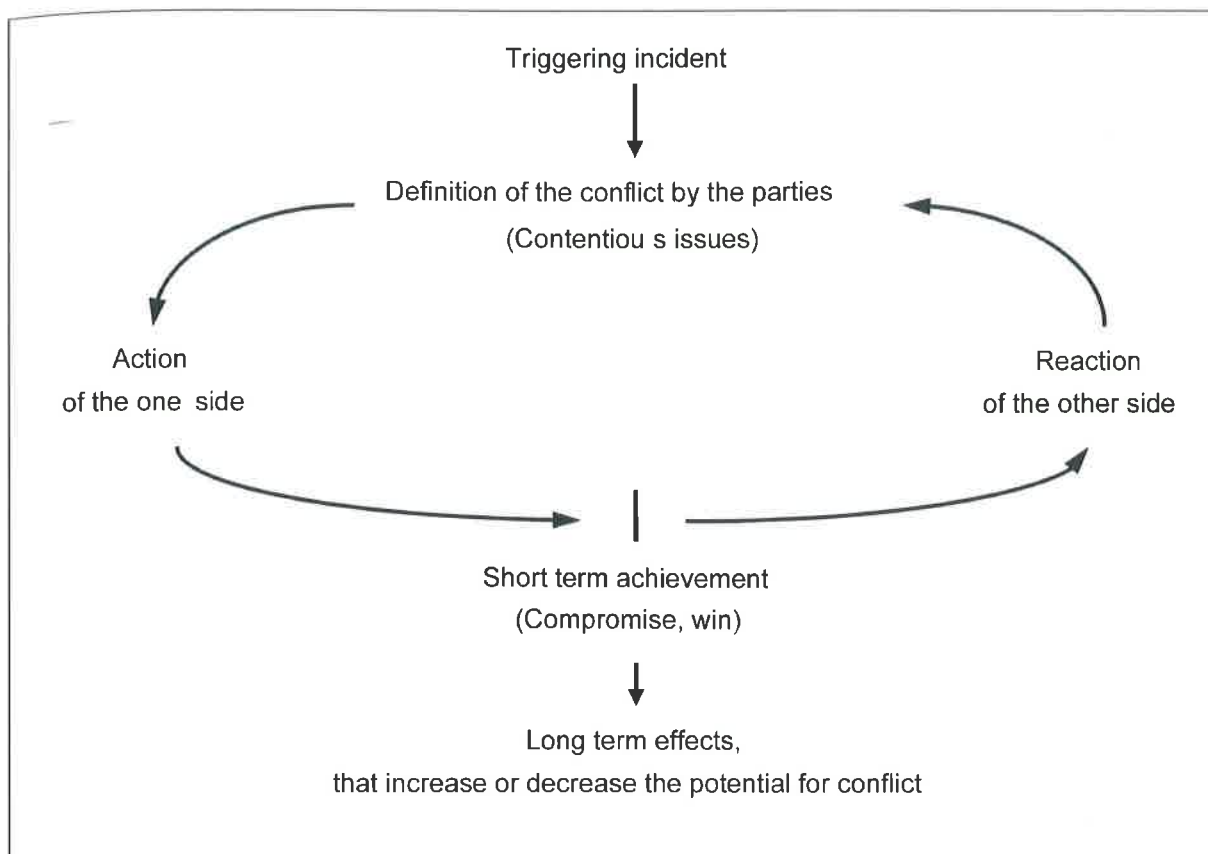 Triggering incident
Definition of the conflict by the parties
(Contentiou s issues)
Action
of the one side
Reaction
of the other side
Short term achievement
(Compromise, win)
Long term effects,
that increase or decrease the potential for conflict